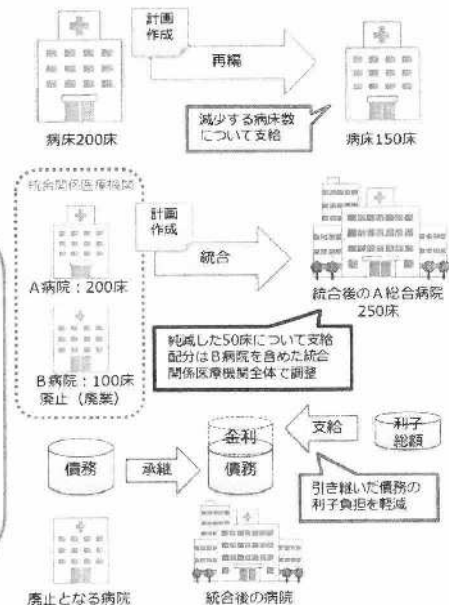 計画
作成
再編
病床200床
減少する病床数
について支給
病床150床
統合関係医療機関
計画
作成
統合
A病院:200床
統合後のA総合病院
250床
B病院:100床
廃止(廃業)
純減した50床について支給
配分はB病院を含めた統合
関係医療機関全体で調整
債務
承継
金利
債務
支給
利子
総額
引き継いだ債務の
利子負担を軽減
廃止となる病院
統合後の病院